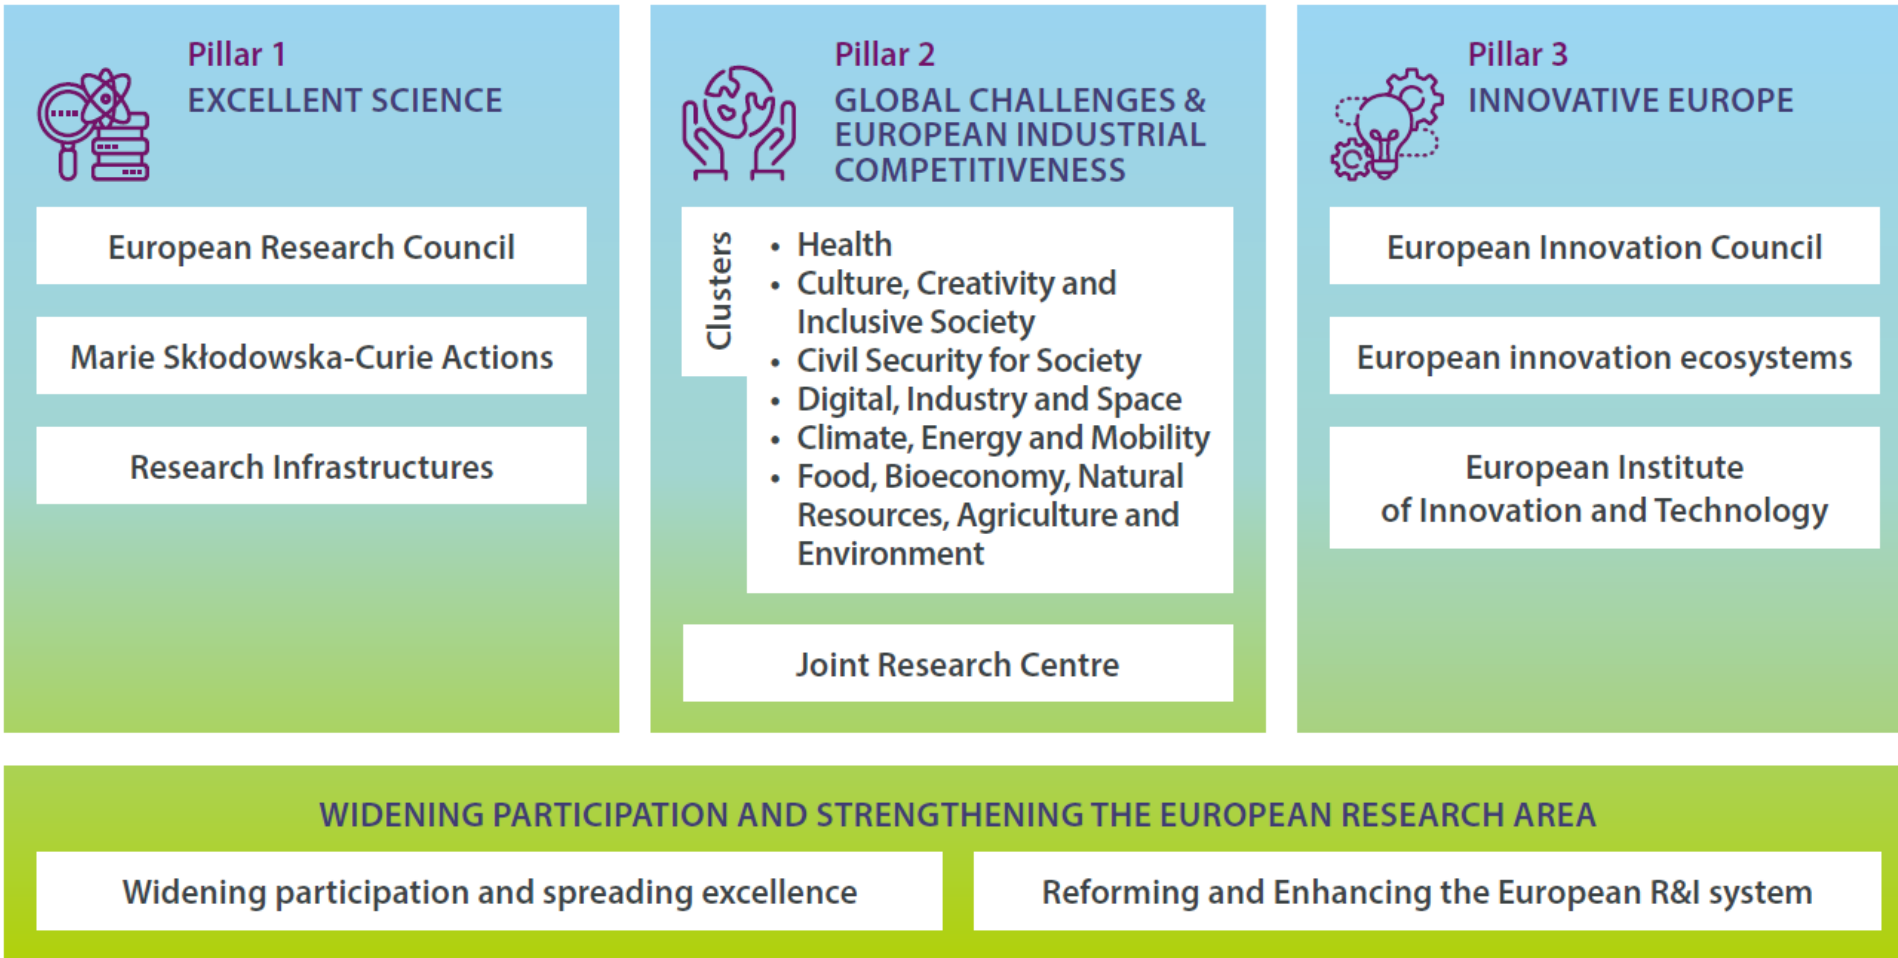 Pillar 1
EXCELLENT SCIENCE
European Research Council
Marie Skłodowska-Curie Actions
Research Infrastructures
Pillar 2
GLOBAL CHALLENGES &
EUROPEAN INDUSTRIAL
COMPETITIVENESS
Clusters
• Health
• Culture, Creativity and
Inclusive Society
• Civil Security for Society
• Digital, Industry and Space
• Climate, Energy and Mobility
• Food, Bioeconomy, Natural
Resources, Agriculture and
Environment
Joint Research Centre
Pillar 3
INNOVATIVE EUROPE
European Innovation Council
European innovation ecosystems
European Institute
of Innovation and Technology
WIDENING PARTICIPATION AND STRENGTHENING THE EUROPEAN RESEARCH AREA
Widening participation and spreading excellence
Reforming and Enhancing the European R&I system